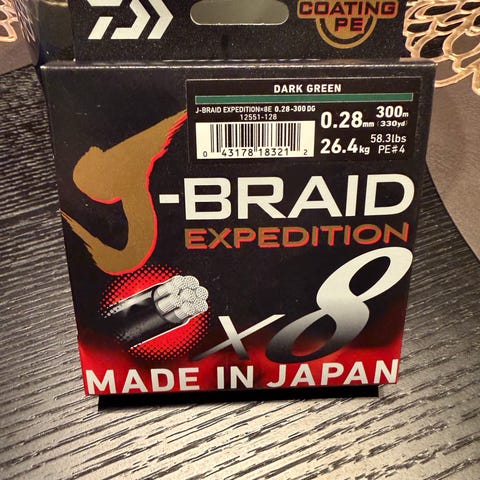 COATING
PE
DARK GREEN
J-BRAID EXPEDITION×8E 0.28-300 DG
12551-128
0.28mm 300m (330yd)
26.4kg 58.3lbs PE#4
0 43178 18321 2
J-BRAID
EXPEDITION
x8
MADE IN JAPAN